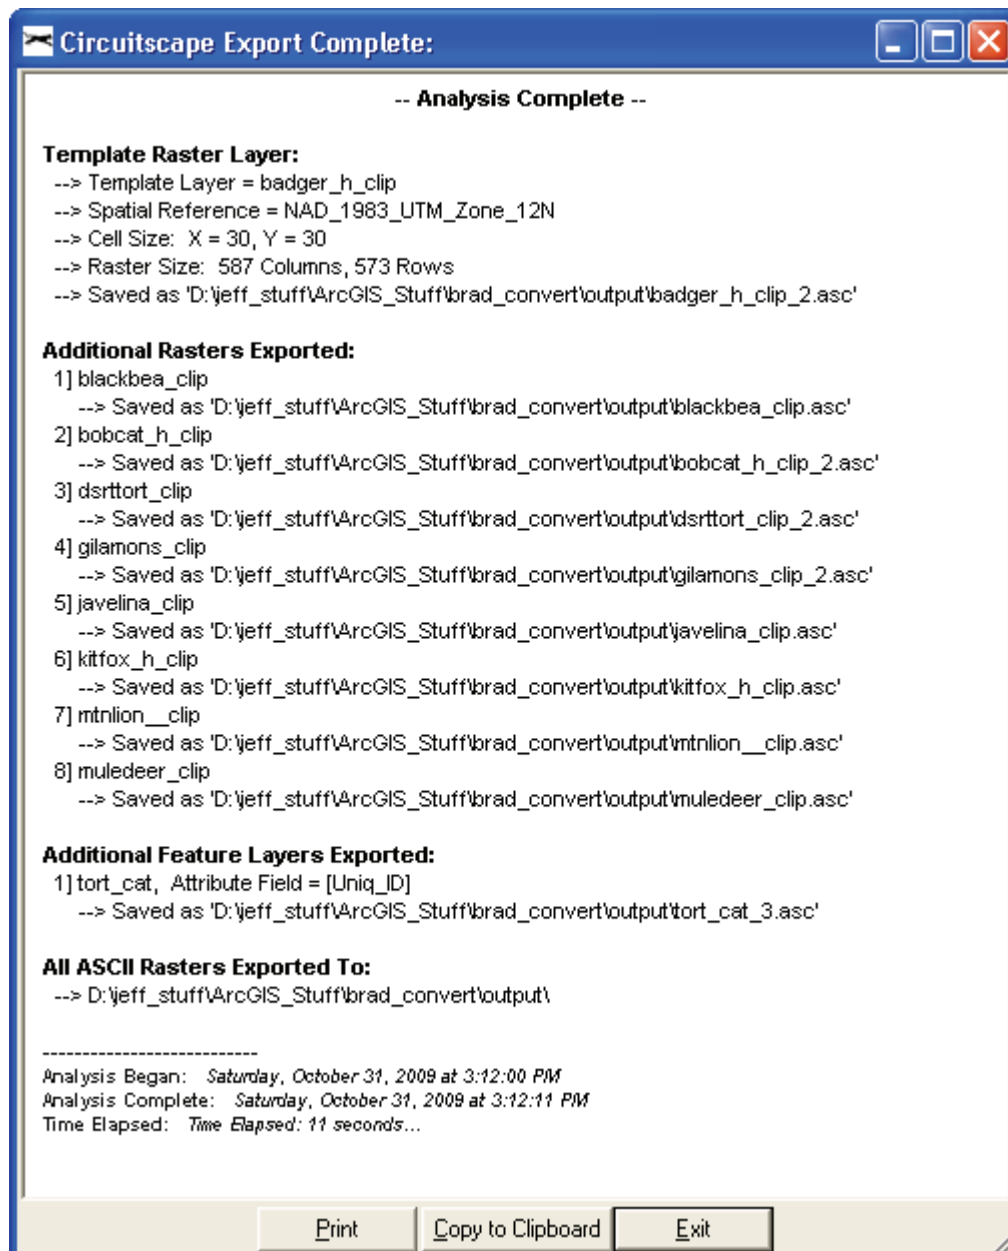 Circuitscape Export Complete:
-- Analysis Complete --
Template Raster Layer:
--> Template Layer = badger_h_clip
--> Spatial Reference = NAD_1983_UTM_Zone_12N
--> Cell Size:  X = 30, Y = 30
--> Raster Size:  587 Columns, 573 Rows
--> Saved as 'D:\jeff_stuff\ArcGIS_Stuff\brad_convert\output\badger_h_clip_2.asc'
Additional Rasters Exported:
1] blackbea_clip
--> Saved as 'D:\jeff_stuff\ArcGIS_Stuff\brad_convert\output\blackbea_clip.asc'
2] bobcat_h_clip
--> Saved as 'D:\jeff_stuff\ArcGIS_Stuff\brad_convert\output\bobcat_h_clip_2.asc'
3] dsrttort_clip
--> Saved as 'D:\jeff_stuff\ArcGIS_Stuff\brad_convert\output\dsrttort_clip_2.asc'
4] gilamons_clip
--> Saved as 'D:\jeff_stuff\ArcGIS_Stuff\brad_convert\output\gilamons_clip_2.asc'
5] javelina_clip
--> Saved as 'D:\jeff_stuff\ArcGIS_Stuff\brad_convert\output\javelina_clip.asc'
6] kitfox_h_clip
--> Saved as 'D:\jeff_stuff\ArcGIS_Stuff\brad_convert\output\kitfox_h_clip.asc'
7] mtnlion__clip
--> Saved as 'D:\jeff_stuff\ArcGIS_Stuff\brad_convert\output\mtnlion__clip.asc'
8] muledeer_clip
--> Saved as 'D:\jeff_stuff\ArcGIS_Stuff\brad_convert\output\muledeer_clip.asc'
Additional Feature Layers Exported:
1] tort_cat,  Attribute Field = [Uniq_ID]
--> Saved as 'D:\jeff_stuff\ArcGIS_Stuff\brad_convert\output\tort_cat_3.asc'
All ASCII Rasters Exported To:
--> D:\jeff_stuff\ArcGIS_Stuff\brad_convert\output\
---------------------------
Analysis Began:   Saturday, October 31, 2009 at 3:12:00 PM
Analysis Complete:   Saturday, October 31, 2009 at 3:12:11 PM
Time Elapsed:   Time Elapsed: 11 seconds...
Print
Copy to Clipboard
Exit